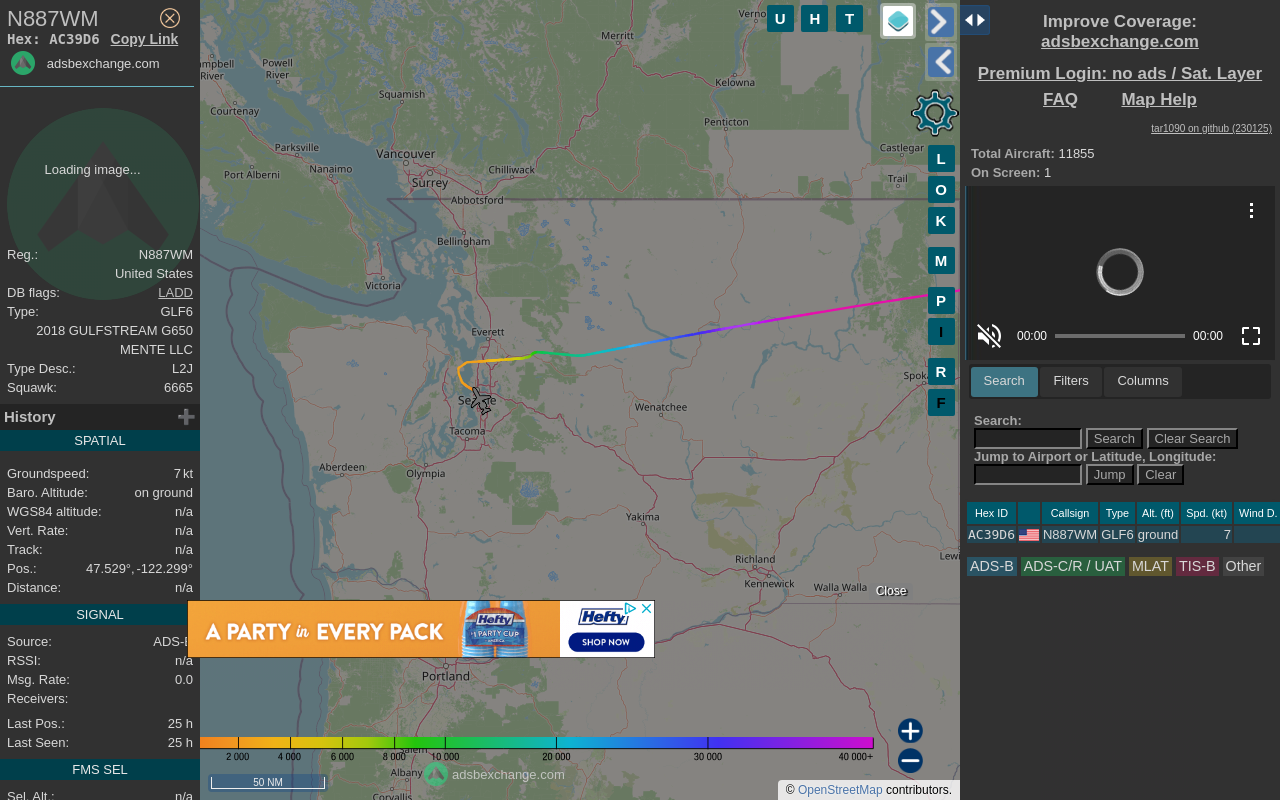 N887WM
Hex: AC39D6 Copy Link
adsbexchange.com
Loading image...
Reg.: N887WM
United States
DB flags: LADD
Type: GLF6
2018 GULFSTREAM G650
MENTE LLC
Type Desc.: L2J
Squawk: 6665
History
SPATIAL
Groundspeed: 7 kt
Baro. Altitude: on ground
WGS84 altitude: n/a
Vert. Rate: n/a
Track: n/a
Pos.: 47.529°, -122.299°
Distance: n/a
SIGNAL
Source: ADS-B
RSSI: n/a
Msg. Rate: 0.0
Receivers:
Last Pos.: 25 h
Last Seen: 25 h
FMS SEL
Sel. Alt.: n/a
U H T
Merritt
Powell
River
River
Squamish
Kelowna
Courtenay
Penticton
Parksville
Vancouver
Castlegar
Port Alberni
Nanaimo
Surrey
Chilliwack
Trail
Abbotsford
Bellingham
Victoria
Everett
Wenatchee
Tacoma
Aberdeen
Olympia
Yakima
Richland
Kennewick
Walla Walla
Portland
Albany
Corvallis
L
O
K
M
P
I
R
F
Close
A PARTY in EVERY PACK
Hefty
PARTY CUP
Hefty
SHOP NOW
2 000 4 000 6 000 8 000 10 000 20 000 30 000 40 000+
adsbexchange.com
50 NM
© OpenStreetMap contributors.
Improve Coverage:
adsbexchange.com
Premium Login: no ads / Sat. Layer
FAQ Map Help
tar1090 on github (230125)
Total Aircraft: 11855
On Screen: 1
00:00 00:00
Search Filters Columns
Search:
Search Clear Search
Jump to Airport or Latitude, Longitude:
Jump Clear
Hex ID Callsign Type Alt. (ft) Spd. (kt) Wind D.
AC39D6 N887WM GLF6 ground 7
ADS-B ADS-C/R / UAT MLAT TIS-B Other